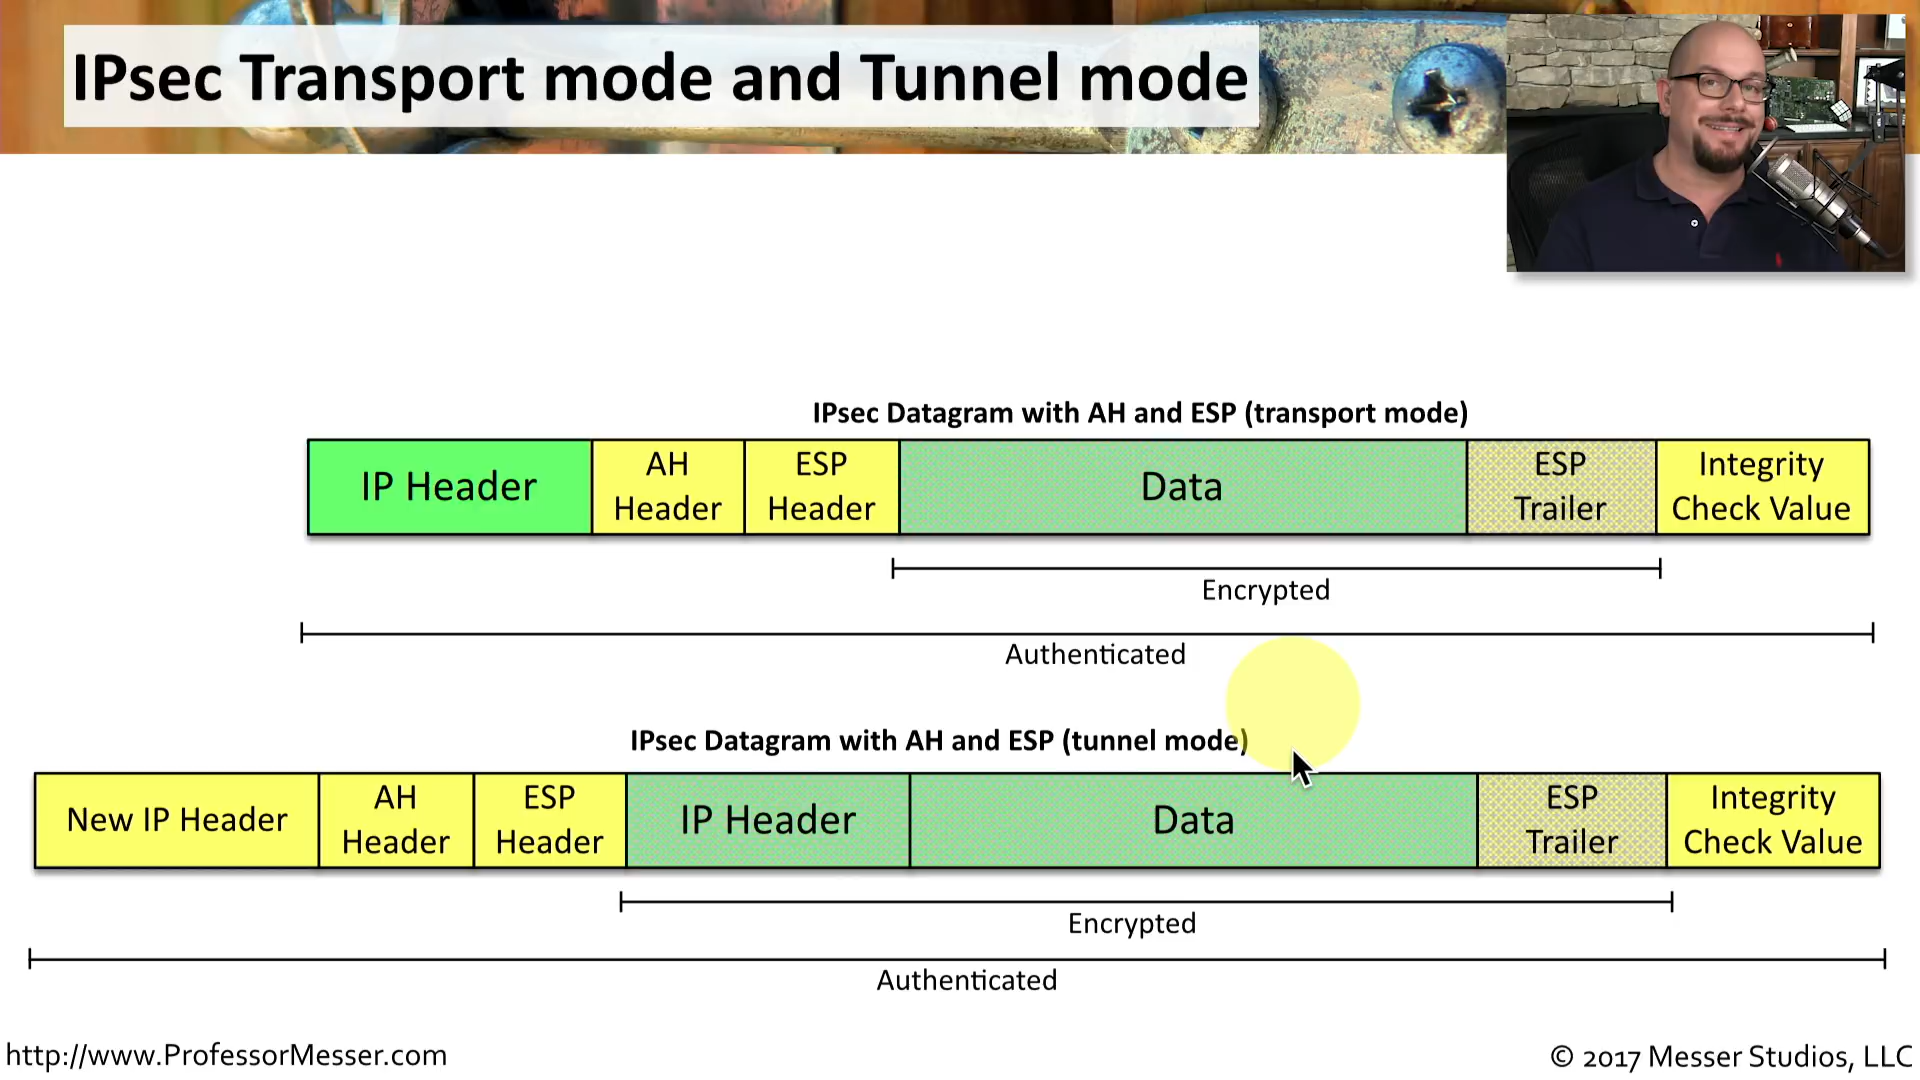 IPsec Transport mode and Tunnel mode
IPsec Datagram with AH and ESP (transport mode)
IP Header
AH
Header
ESP
Header
Data
ESP
Trailer
Integrity
Check Value
Encrypted
Authenticated
IPsec Datagram with AH and ESP (tunnel mode)
New IP Header
AH
Header
ESP
Header
IP Header
Data
ESP
Trailer
Integrity
Check Value
Encrypted
Authenticated
http://www.ProfessorMesser.com
© 2017 Messer Studios, LLC